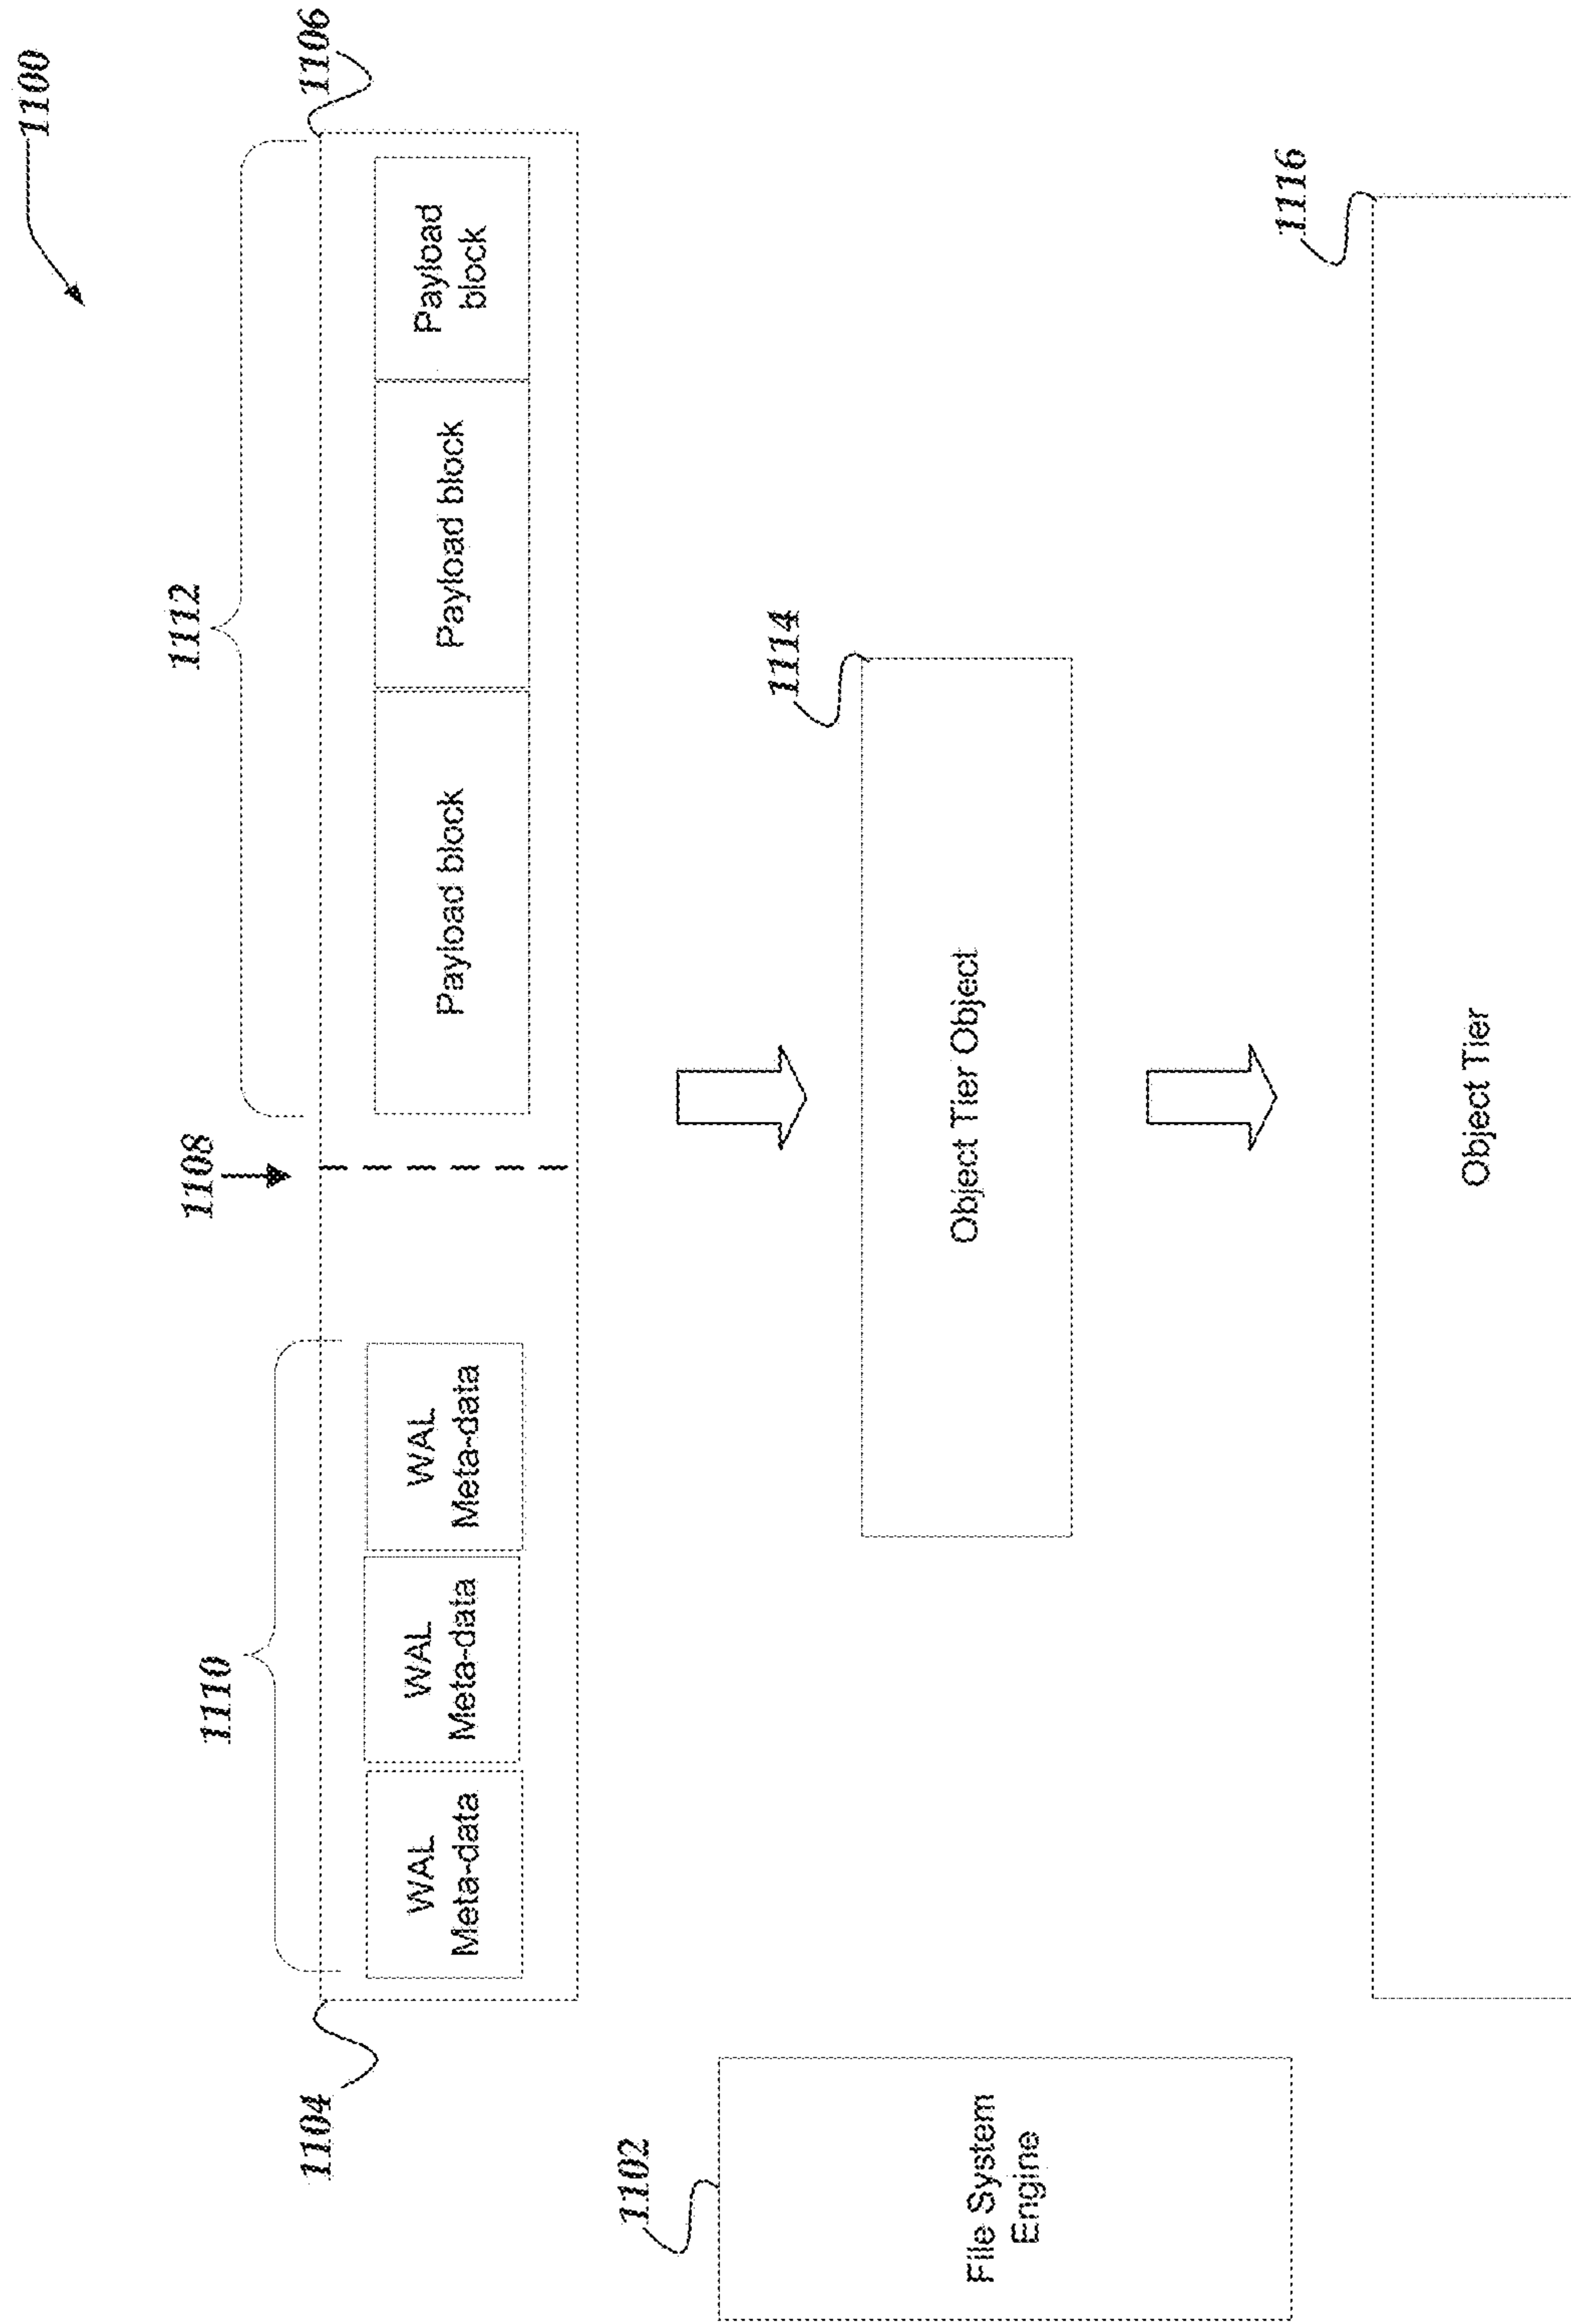 1100
1106
1112
1108
1110
1104
WAL
Meta-data
WAL
Meta-data
WAL
Meta-data
Payload block
Payload block
Payload
block
1114
1102
File System
Engine
Object Tier Object
1116
Object Tier